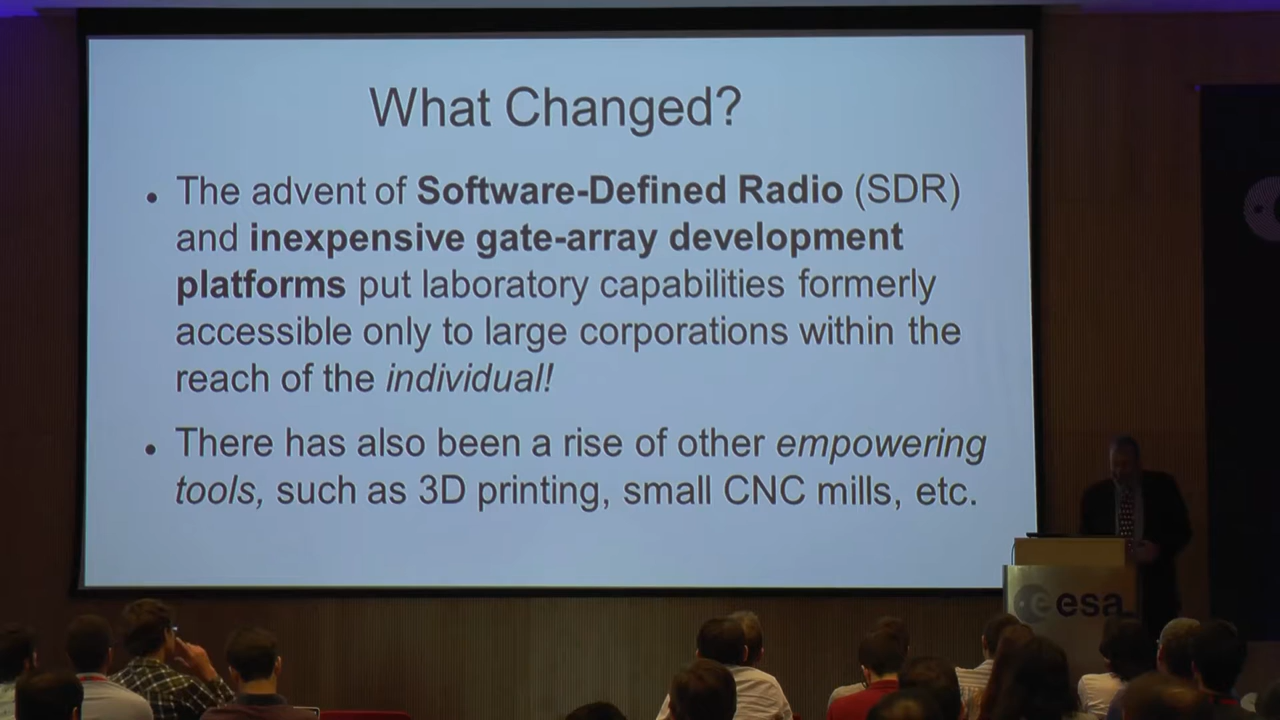 What Changed?
• The advent of Software-Defined Radio (SDR)
and inexpensive gate-array development
platforms put laboratory capabilities formerly
accessible only to large corporations within the
reach of the individual!
• There has also been a rise of other empowering
tools, such as 3D printing, small CNC mills, etc.
esa